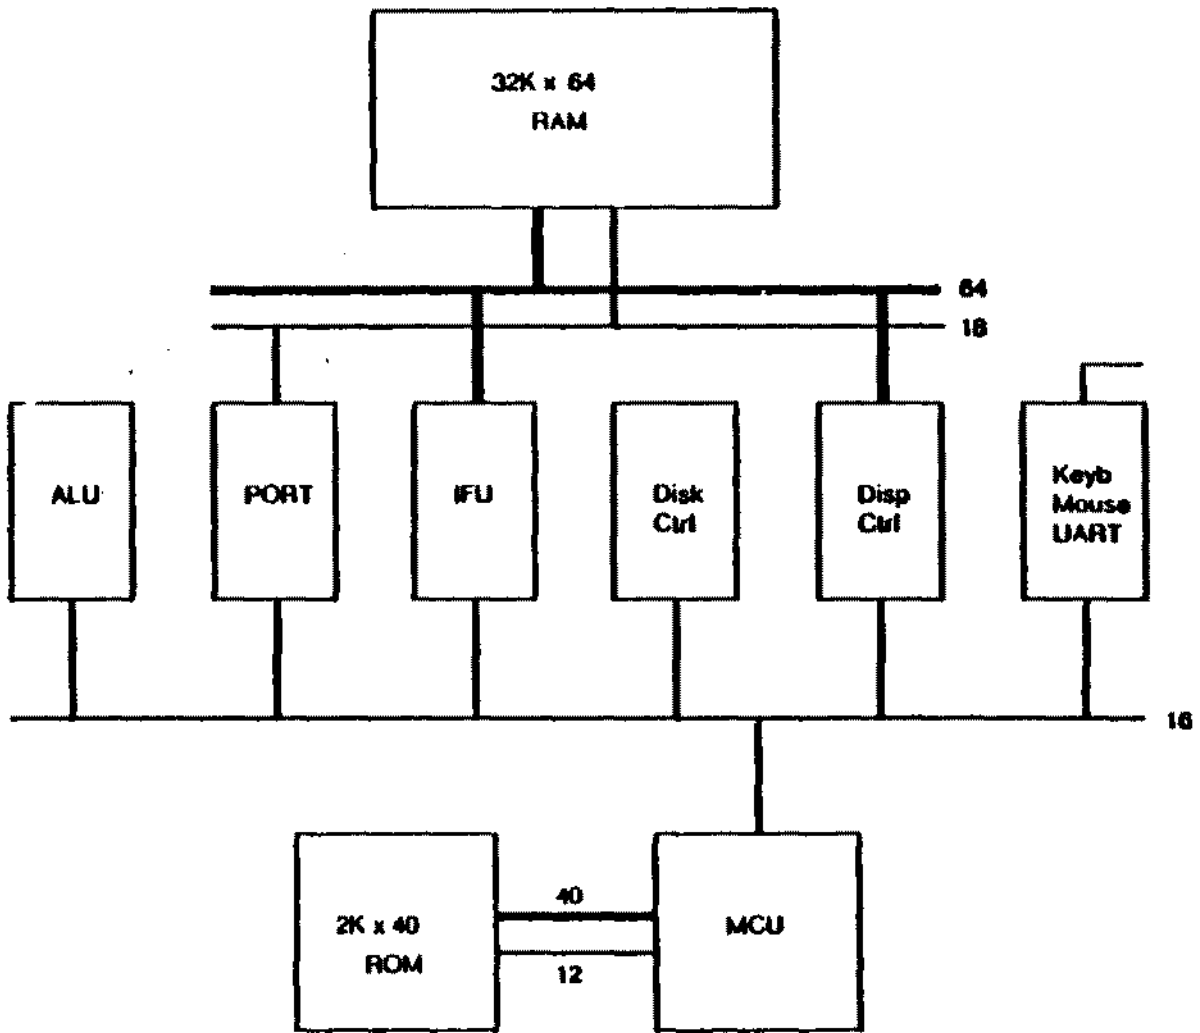 32K x 64
RAM
64
18
ALU
PORT
IFU
Disk
Ctrl
Disp
Ctrl
Keyb
Mouse
UART
16
40
2K x 40
ROM
12
MCU